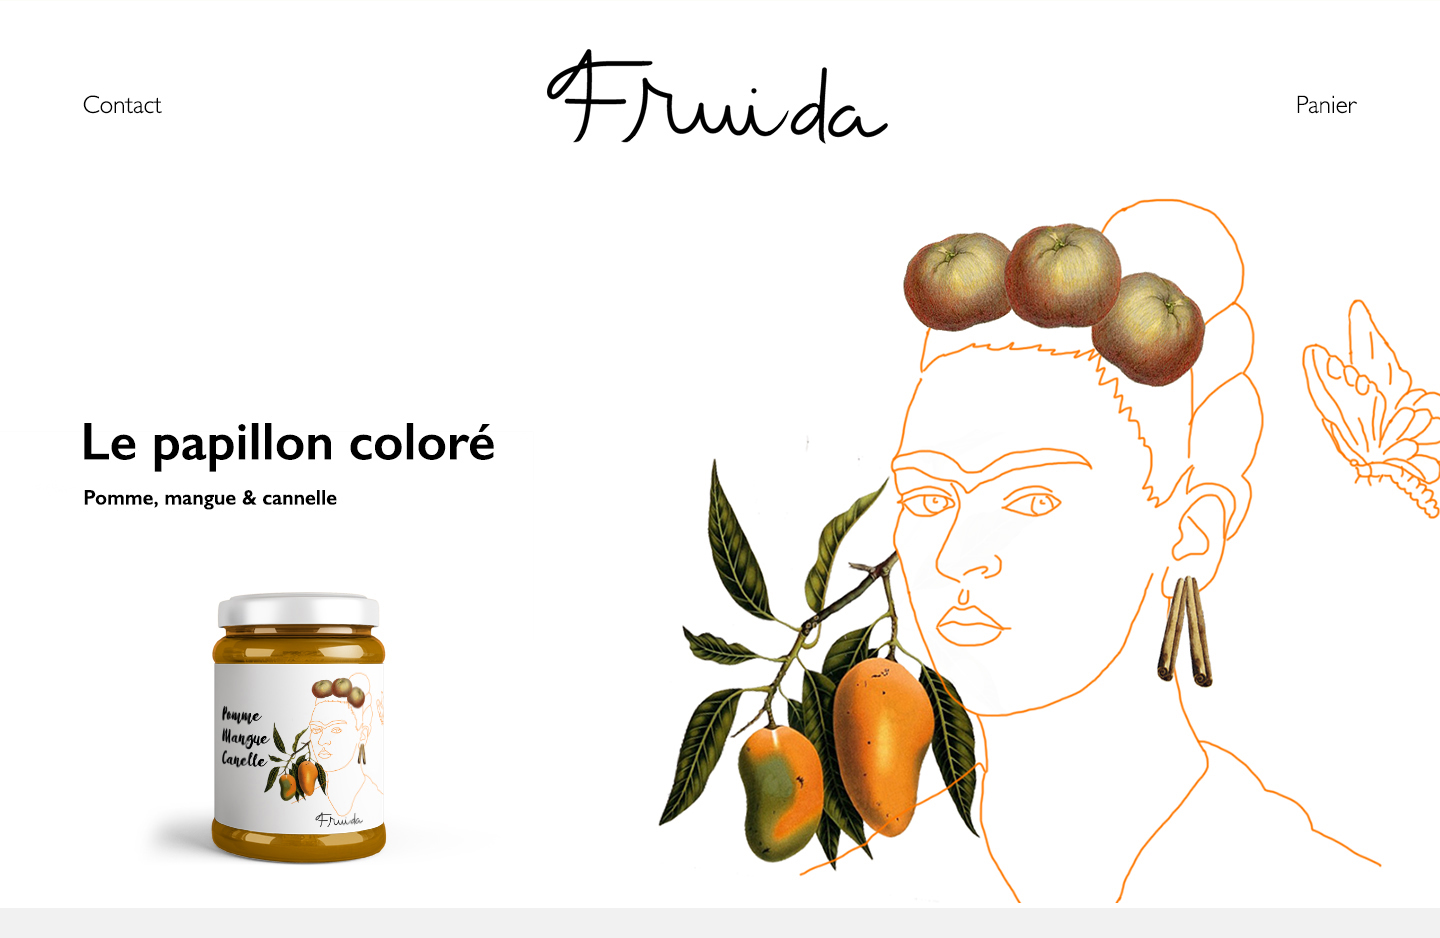 Contact
Fruida
Panier
Le papillon coloré
Pomme, mangue & cannelle
Pomme
Mangue
Canelle
Fruida